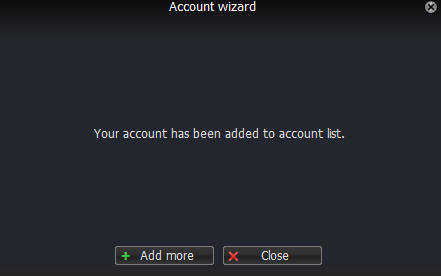 Account wizard
Your account has been added to account list.
Add more
Close